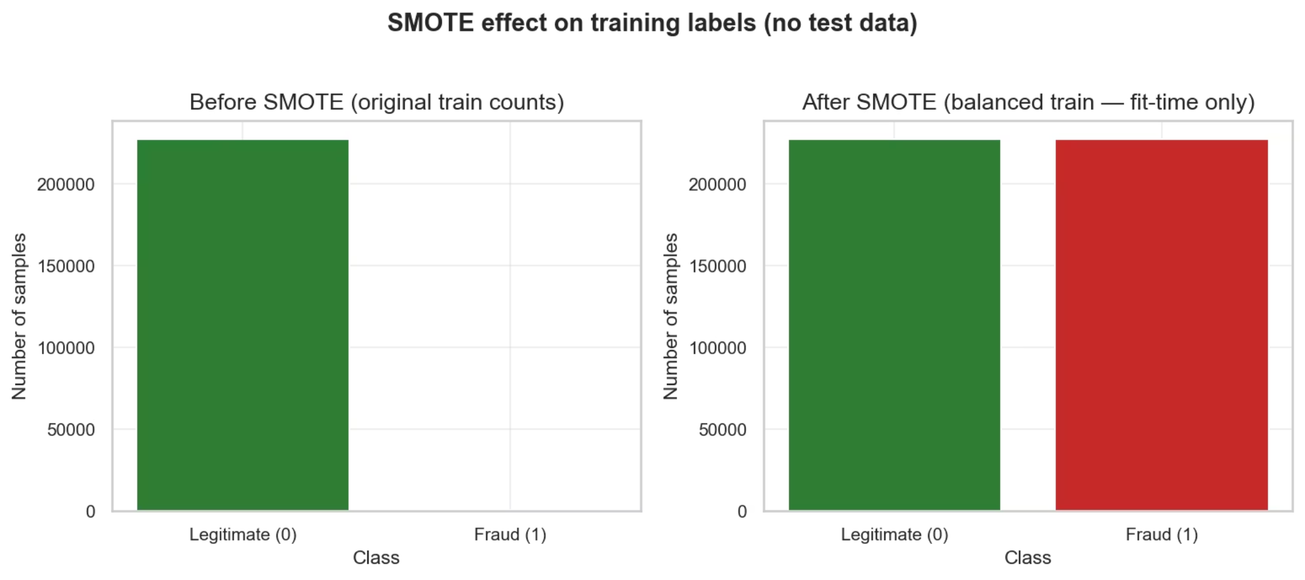 SMOTE effect on training labels (no test data)
Before SMOTE (original train counts)
Number of samples
200000
150000
100000
50000
0
Legitimate (0)
Fraud (1)
Class
After SMOTE (balanced train — fit-time only)
Number of samples
200000
150000
100000
50000
0
Legitimate (0)
Fraud (1)
Class